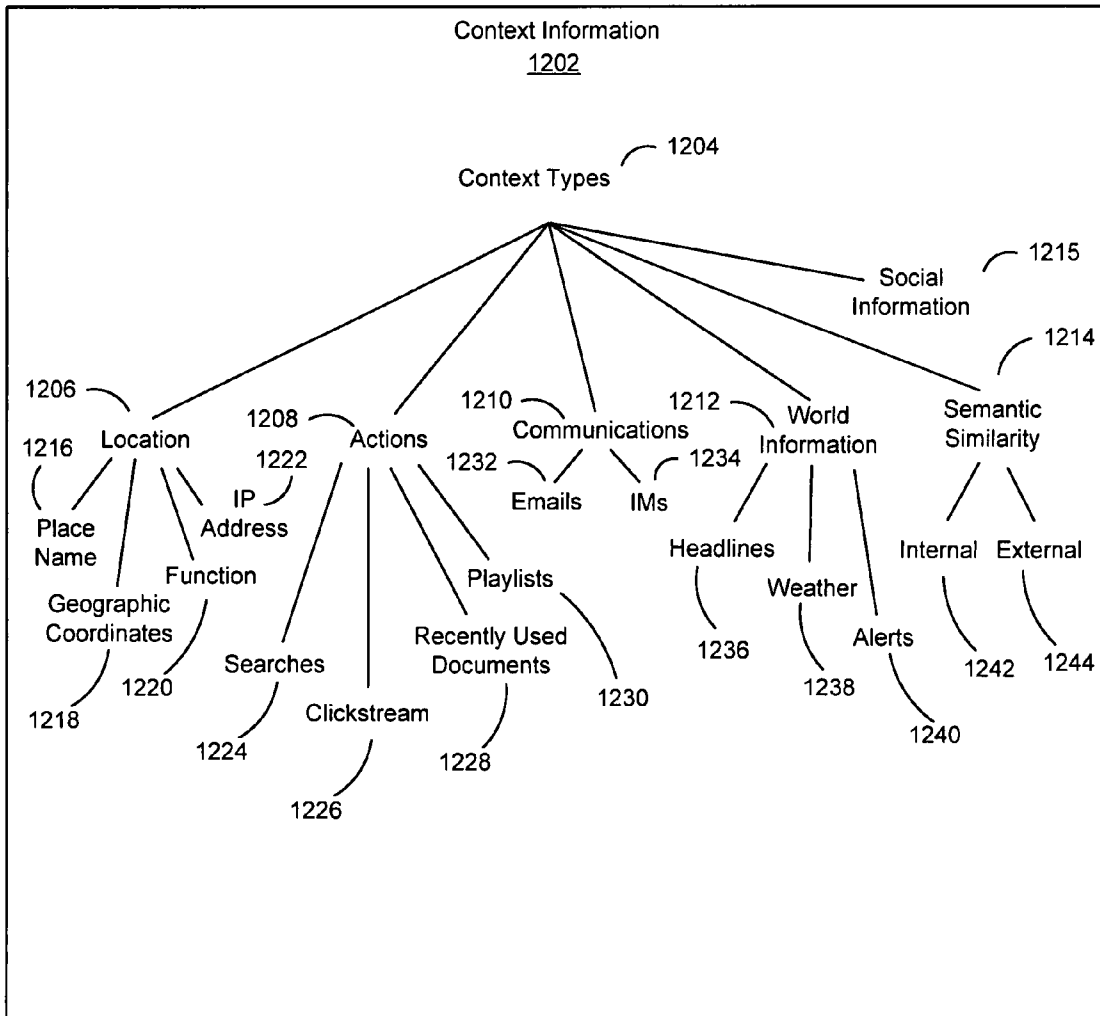 Context Information
1202
1204
Context Types
1215
Social
Information
1214
1206
1208
1210
1212
World
Information
Semantic
Similarity
Location
Actions
Communications
1216
1222
1232
1234
IP
Address
Emails
IMs
Place
Name
Function
Headlines
Internal
External
Geographic
Coordinates
Playlists
Weather
Searches
Recently Used
Documents
Alerts
1218
1220
1224
Clickstream
1226
1228
1230
1236
1238
1240
1242
1244